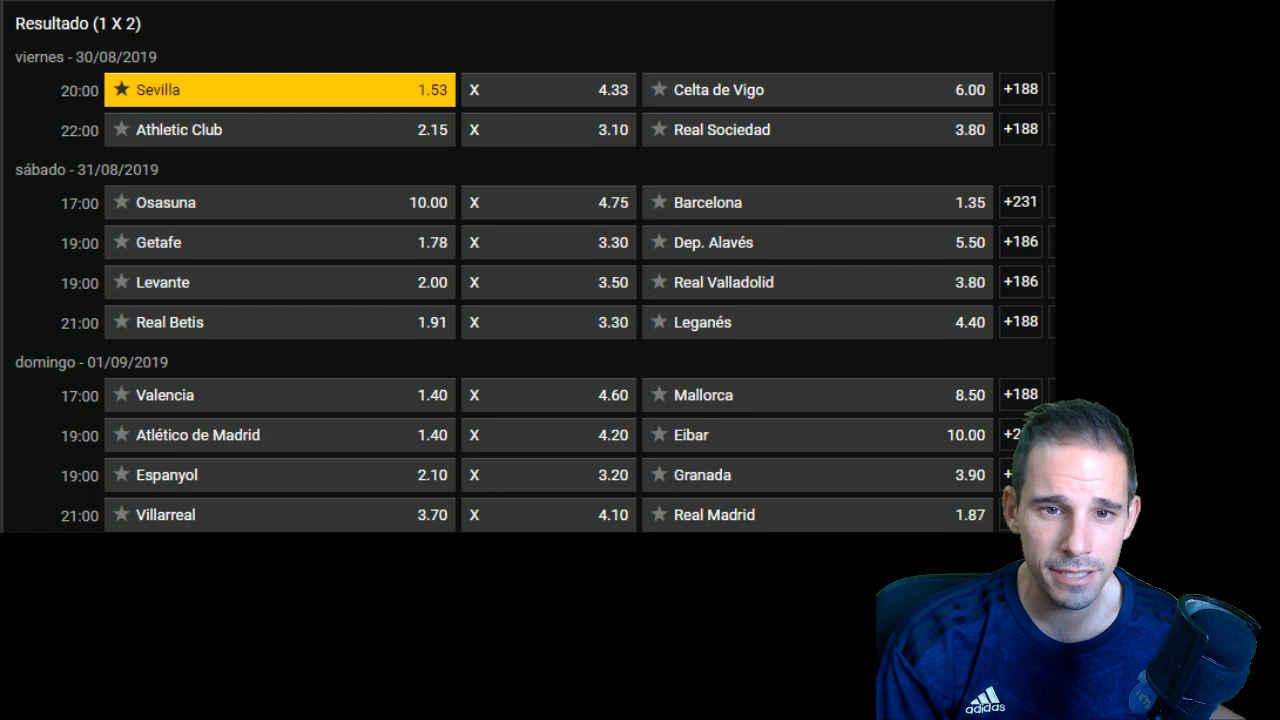 Resultado (1 X 2)
viernes - 30/08/2019
20:00 Sevilla 1.53 X 4.33 Celta de Vigo 6.00 +188
22:00 Athletic Club 2.15 X 3.10 Real Sociedad 3.80 +188
sábado - 31/08/2019
17:00 Osasuna 10.00 X 4.75 Barcelona 1.35 +231
19:00 Getafe 1.78 X 3.30 Dep. Alavés 5.50 +186
19:00 Levante 2.00 X 3.50 Real Valladolid 3.80 +186
21:00 Real Betis 1.91 X 3.30 Leganés 4.40 +188
domingo - 01/09/2019
17:00 Valencia 1.40 X 4.60 Mallorca 8.50 +188
19:00 Atlético de Madrid 1.40 X 4.20 Eibar 10.00
19:00 Espanyol 2.10 X 3.20 Granada 3.90
21:00 Villarreal 3.70 X 4.10 Real Madrid 1.87
adidas